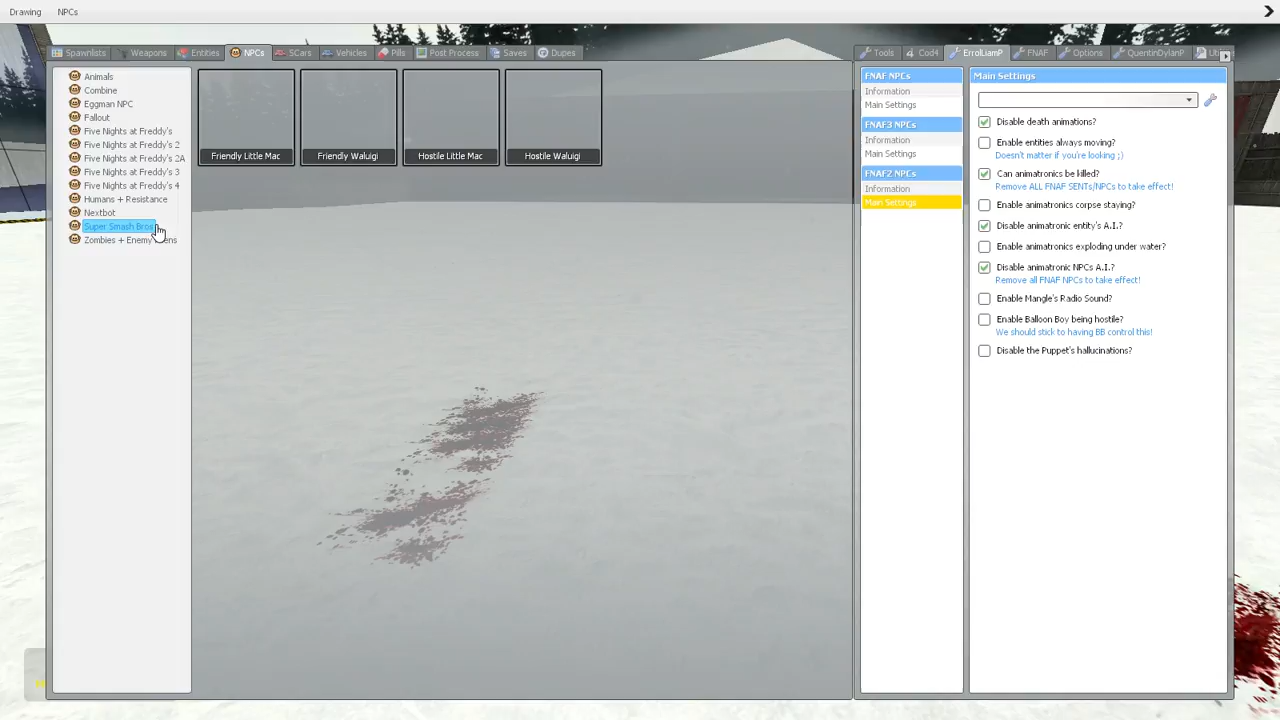 Drawing NPCs
Spawnlists Weapons Entities NPCs SCars Vehicles Pills Post Process Saves Dupes
Tools Cod4 ErrolLiamP FNAF Options QuentinDylanP
Animals
Combine
Eggman NPC
Fallout
Five Nights at Freddy's
Five Nights at Freddy's 2
Five Nights at Freddy's 2A
Five Nights at Freddy's 3
Five Nights at Freddy's 4
Humans + Resistance
Nextbot
Super Smash Bros
Zombies + Enemy
Friendly Little Mac
Friendly Waluigi
Hostile Little Mac
Hostile Waluigi
FNAF NPCs
Information
Main Settings
FNAF3 NPCs
Information
Main Settings
FNAF2 NPCs
Information
Main Settings
Main Settings
Disable death animations?
Enable entities always moving?
Doesn't matter if you're looking ;)
Can animatronics be killed?
Remove ALL FNAF SENTs/NPCs to take effect!
Enable animatronics corpse staying?
Disable animatronic entity's A.I.?
Enable animatronics exploding under water?
Disable animatronic NPCs A.I.?
Remove all FNAF NPCs to take effect!
Enable Mangle's Radio Sound?
Enable Balloon Boy being hostile?
We should stick to having BB control this!
Disable the Puppet's hallucinations?